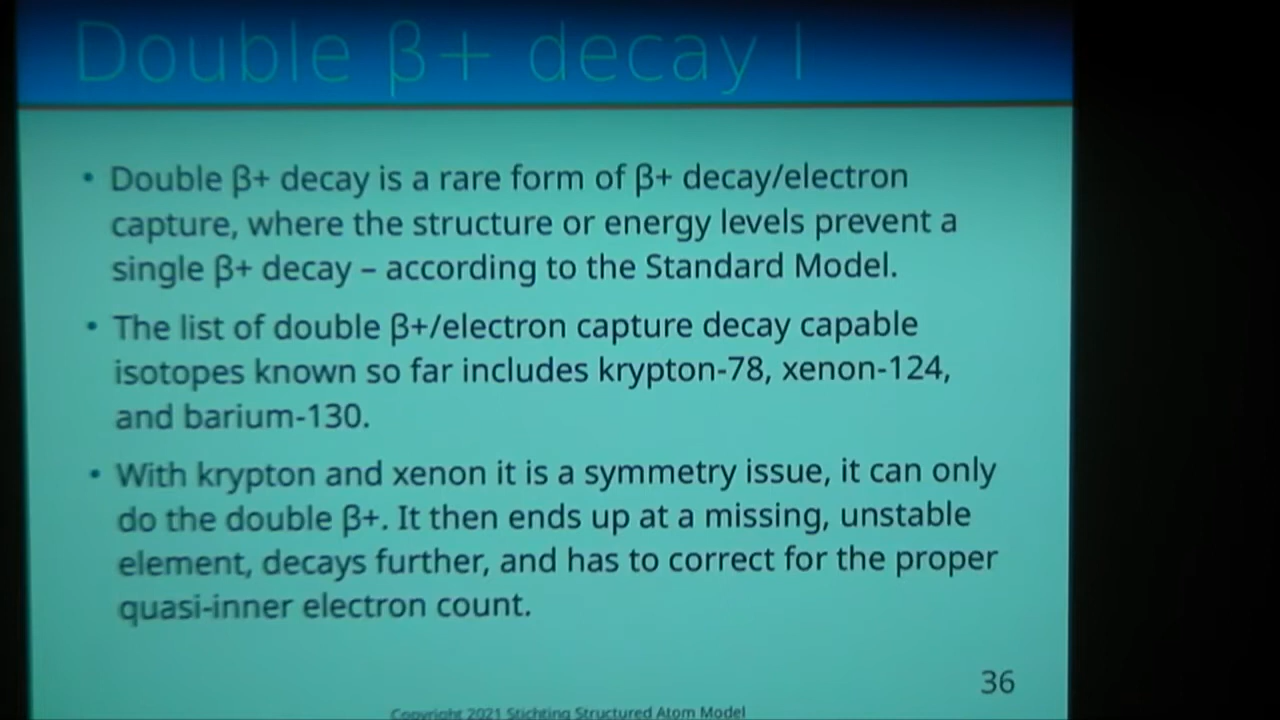 Double β+ decay I
• Double β+ decay is a rare form of β+ decay/electron
capture, where the structure or energy levels prevent a
single β+ decay – according to the Standard Model.
• The list of double β+/electron capture decay capable
isotopes known so far includes krypton-78, xenon-124,
and barium-130.
• With krypton and xenon it is a symmetry issue, it can only
do the double β+. It then ends up at a missing, unstable
element, decays further, and has to correct for the proper
quasi-inner electron count.
36
Copyright 2021 Stichting Structured Atom Model